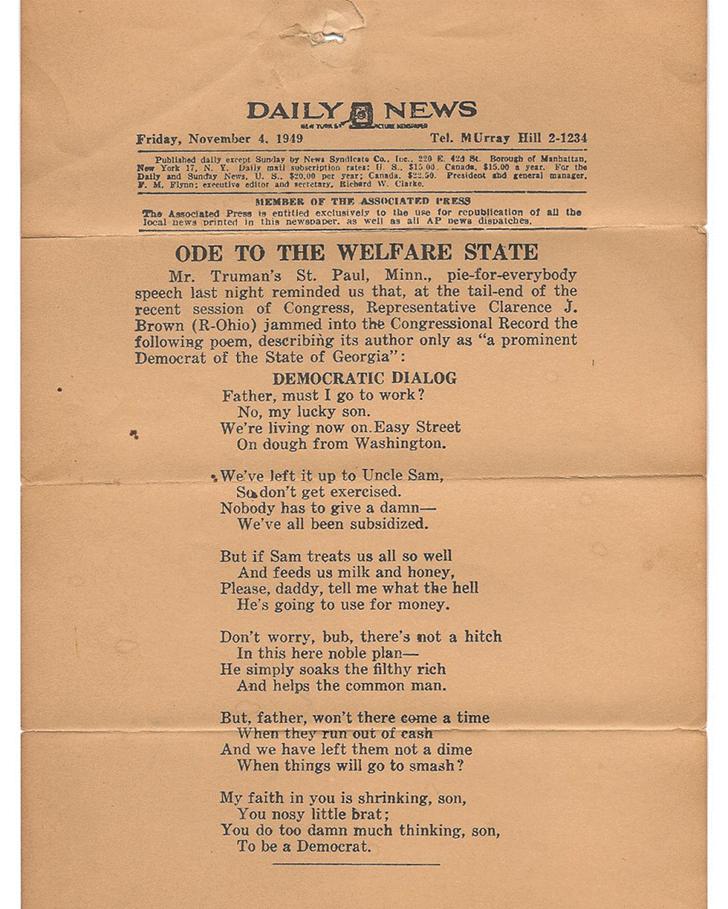 DAILY NEWS
NEW YORK'S PICTURE NEWSPAPER
Friday, November 4, 1949 Tel. MUrray Hill 2-1234
Published daily except Sunday by News Syndicate Co., Inc., 220 E. 42d St. Borough of Manhattan,
New York 17, N. Y. Daily mail subscription rates: U. S., $15.00. Canada, $15.00 a year. For the
Daily and Sunday News, U. S., $20.00 per year; Canada, $22.50. President and general manager,
F. M. Flynn; executive editor and secretary, Richard W. Clarke.
MEMBER OF THE ASSOCIATED PRESS
The Associated Press is entitled exclusively to the use for republication of all the
local news printed in this newspaper, as well as all AP news dispatches.
ODE TO THE WELFARE STATE
Mr. Truman's St. Paul, Minn., pie-for-everybody
speech last night reminded us that, at the tail-end of the
recent session of Congress, Representative Clarence J.
Brown (R-Ohio) jammed into the Congressional Record the
following poem, describing its author only as "a prominent
Democrat of the State of Georgia":
DEMOCRATIC DIALOG
Father, must I go to work?
No, my lucky son.
We're living now on Easy Street
On dough from Washington.
We've left it up to Uncle Sam,
So don't get exercised.
Nobody has to give a damn—
We've all been subsidized.
But if Sam treats us all so well
And feeds us milk and honey,
Please, daddy, tell me what the hell
He's going to use for money.
Don't worry, bub, there's not a hitch
In this here noble plan—
He simply soaks the filthy rich
And helps the common man.
But, father, won't there come a time
When they run out of cash
And we have left them not a dime
When things will go to smash?
My faith in you is shrinking, son,
You nosy little brat;
You do too damn much thinking, son,
To be a Democrat.